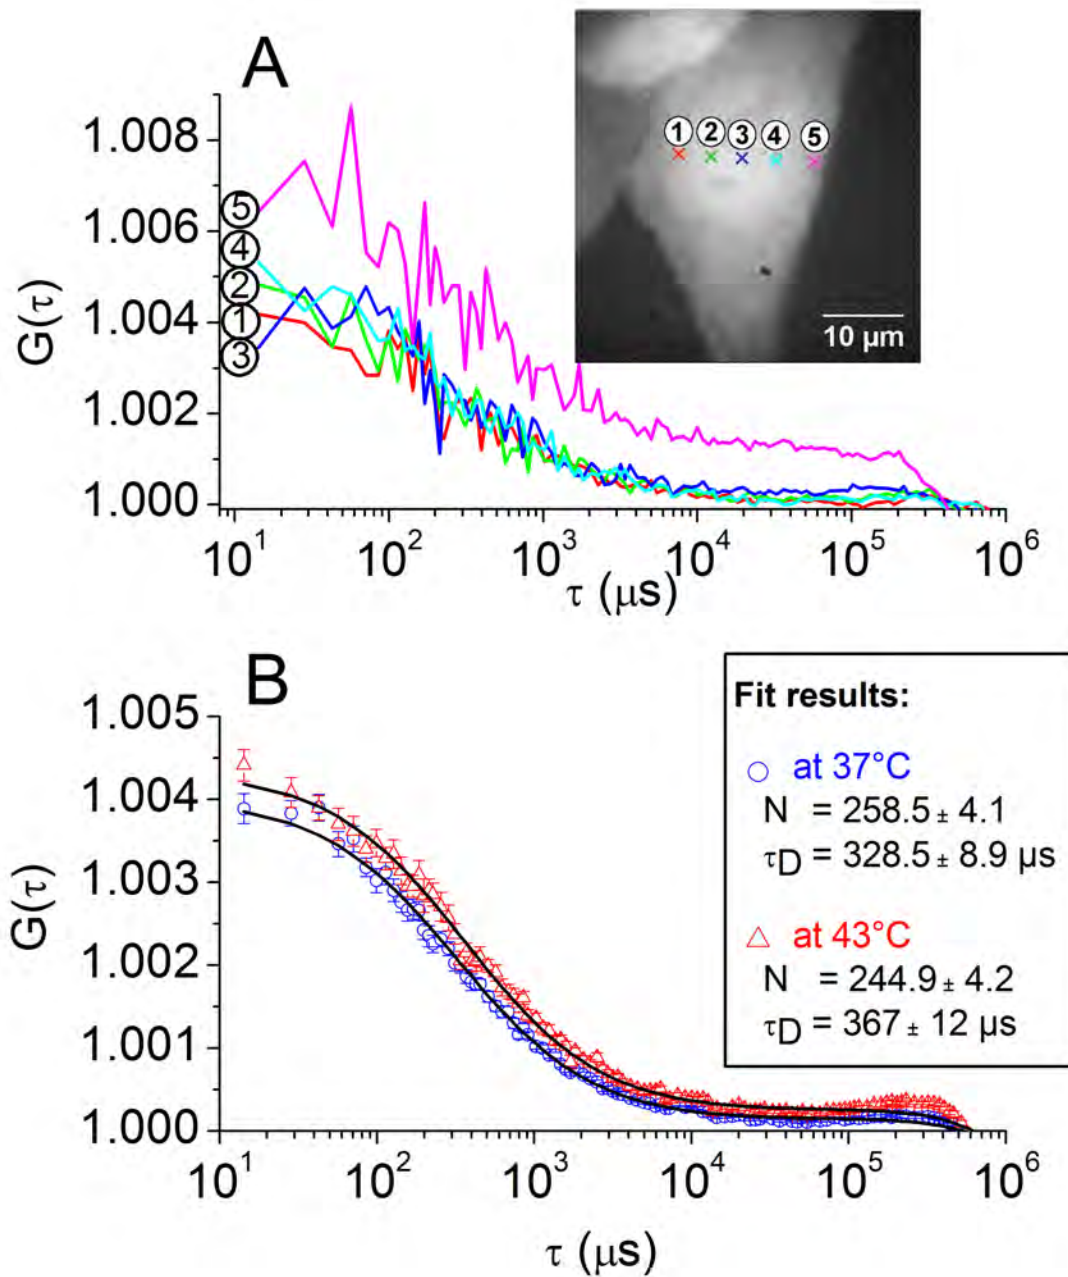 A
1.008
1.006
1.004
1.002
1.000
G(τ)
5
4
2
1
3
1 2 3 4 5
10 µm
10¹ 10² 10³ 10⁴ 10⁵ 10⁶
τ (µs)
B
1.005
1.004
1.003
1.002
1.001
1.000
G(τ)
Fit results:
at 37°C
N = 258.5 ± 4.1
τD = 328.5 ± 8.9 µs
at 43°C
N = 244.9 ± 4.2
τD = 367 ± 12 µs
10¹ 10² 10³ 10⁴ 10⁵ 10⁶
τ (µs)